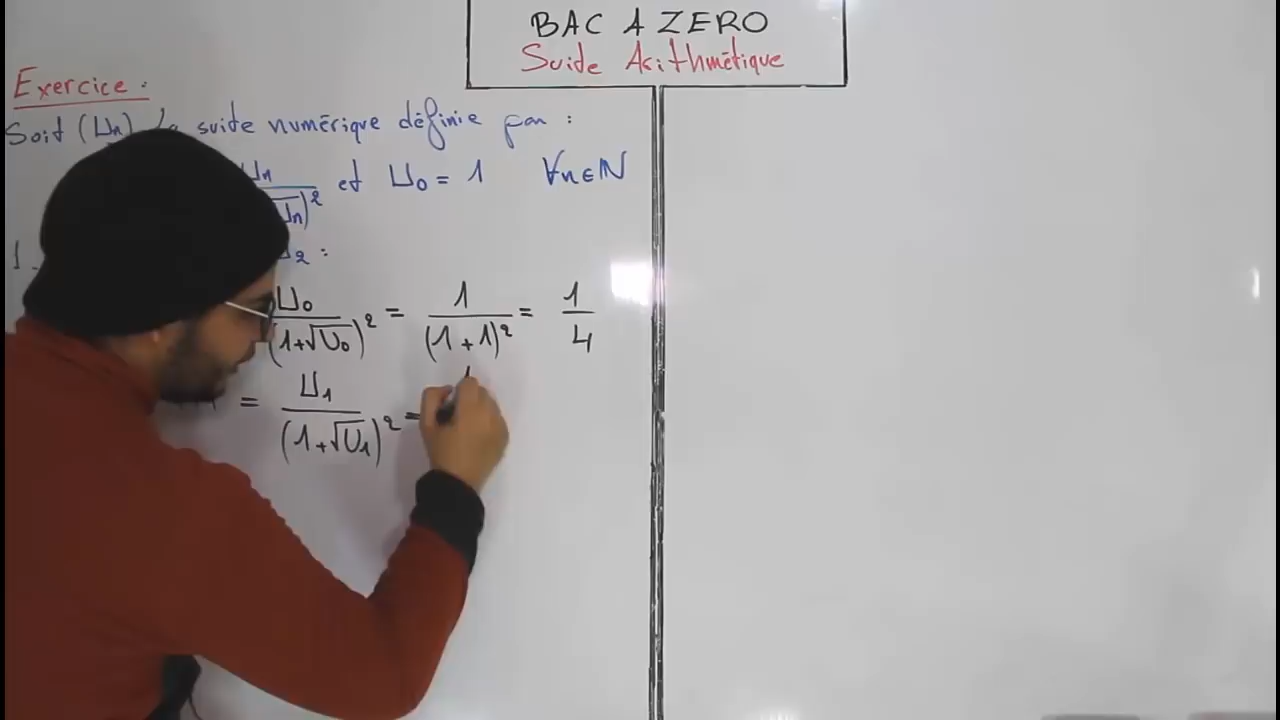 BAC A ZERO
Suite Arithmétique
Exercice :
Soit (Un) la suite numérique définie par :
Un / (√Un)² et U0 = 1 ∀n∈N
1. 2 :
U0 / (1+√U0)² = 1 / (1+1)² = 1 / 4
= U1 / (1+√U1)² =